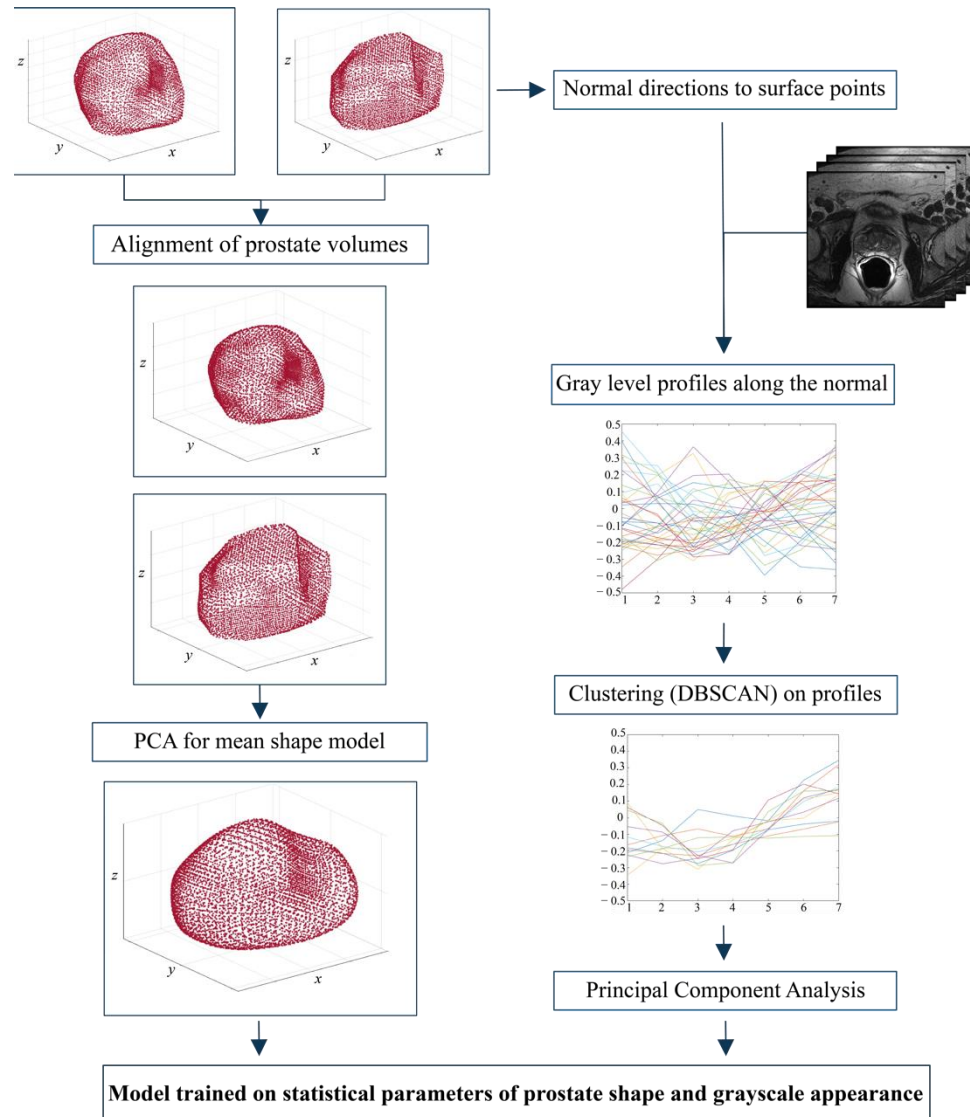 z
y
x
z
y
x
Normal directions to surface points
Alignment of prostate volumes
z
y
x
Gray level profiles along the normal
0.5
0.4
0.3
0.2
0.1
0
− 0.1
− 0.2
− 0.3
− 0.4
− 0.5
1 2 3 4 5 6 7
z
y
x
Clustering (DBSCAN) on profiles
PCA for mean shape model
0.5
0.4
0.3
0.2
0.1
0
− 0.1
− 0.2
− 0.3
− 0.4
− 0.5
1 2 3 4 5 6 7
z
y
x
Principal Component Analysis
Model trained on statistical parameters of prostate shape and grayscale appearance